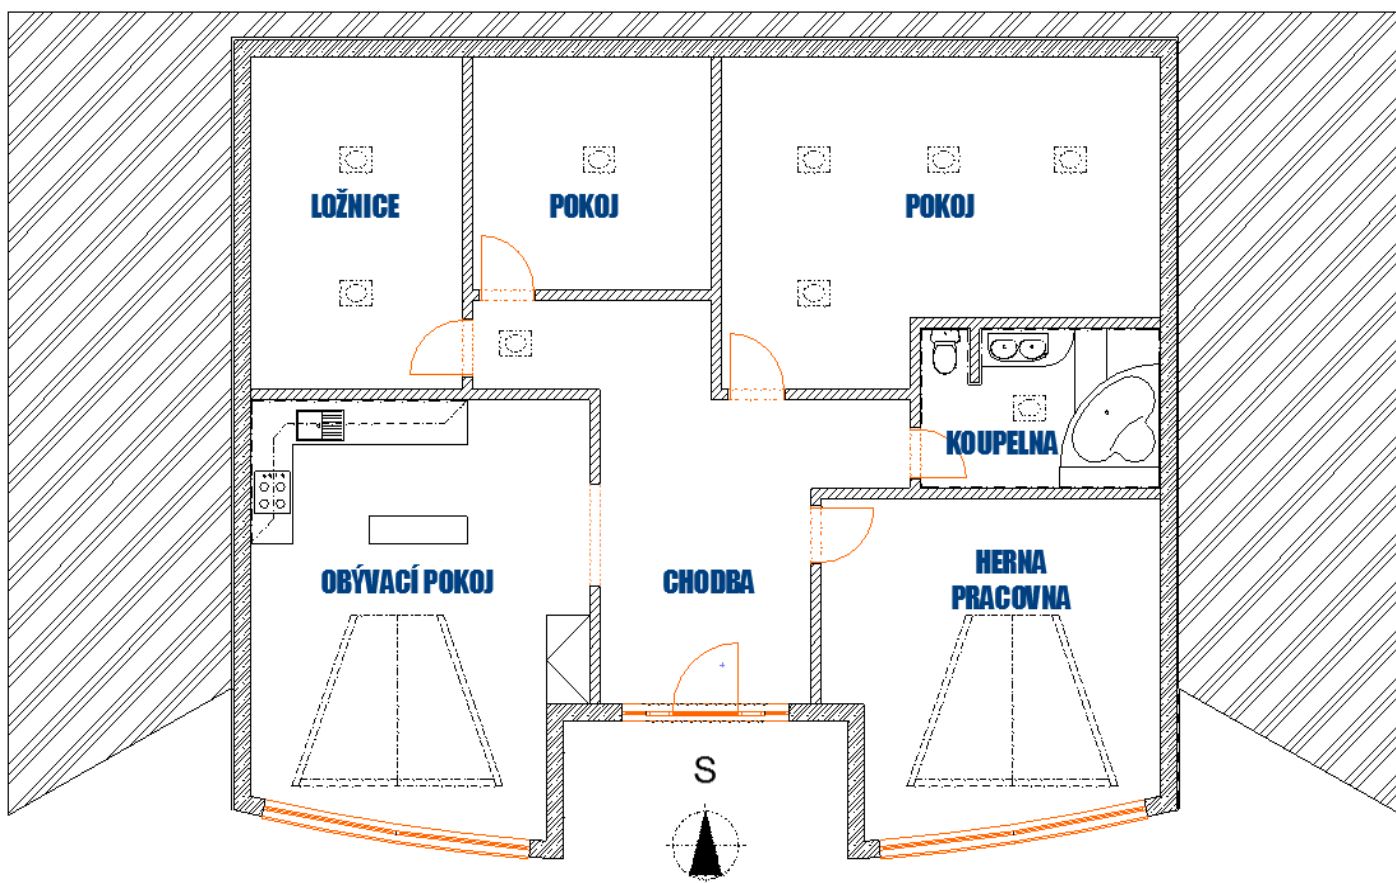 LOŽNICE
POKOJ
POKOJ
KOUPELNA
OBÝVACÍ POKOJ
CHODBA
HERNA
PRACOVNA
S